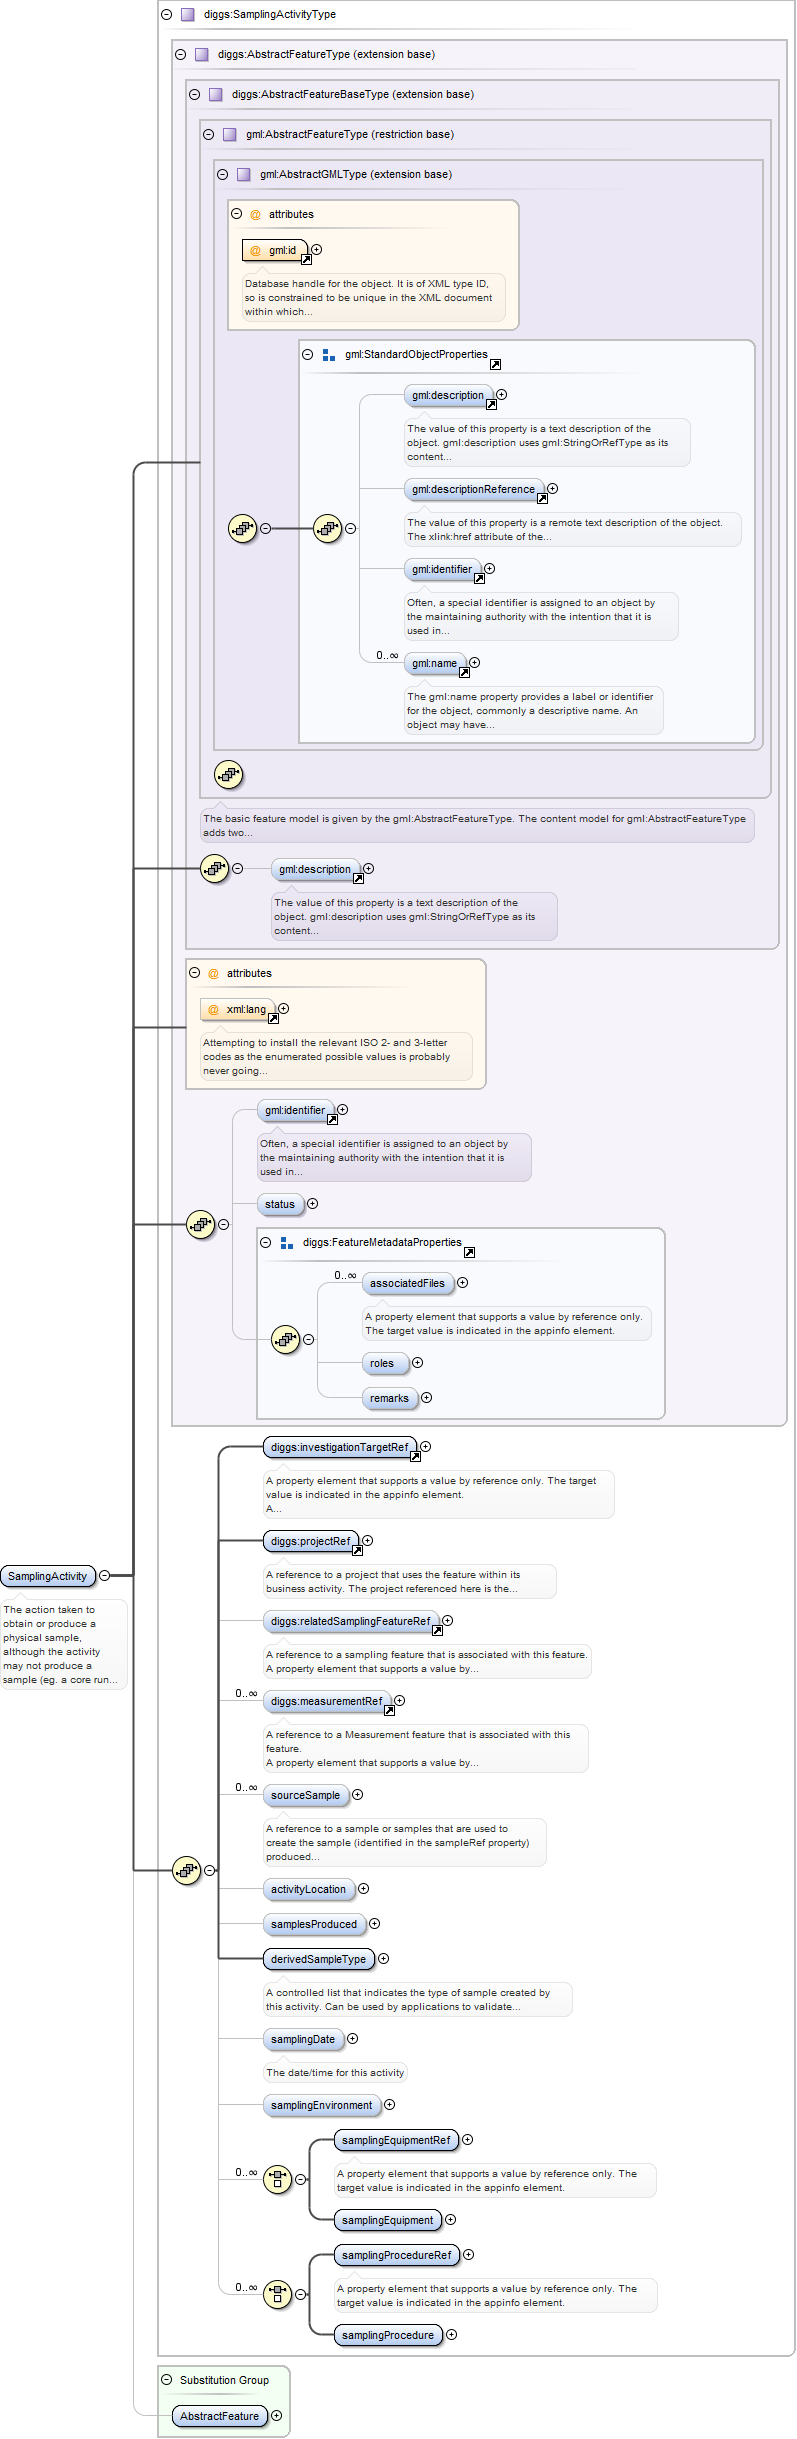 diggs:SamplingActivityType
diggs:AbstractFeatureType (extension base)
diggs:AbstractFeatureBaseType (extension base)
gml:AbstractFeatureType (restriction base)
gml:AbstractGMLType (extension base)
@ attributes
@ gml:id
Database handle for the object. It is of XML type ID,
so is constrained to be unique in the XML document
within which...
gml:StandardObjectProperties
gml:description
The value of this property is a text description of the
object. gml:description uses gml:StringOrRefType as its
content...
gml:descriptionReference
The value of this property is a remote text description of the object.
The xlink:href attribute of the...
gml:identifier
Often, a special identifier is assigned to an object by
the maintaining authority with the intention that it is
used in...
0..∞
gml:name
The gml:name property provides a label or identifier
for the object, commonly a descriptive name. An
object may have...
The basic feature model is given by the gml:AbstractFeatureType. The content model for gml:AbstractFeatureType
adds two...
gml:description
The value of this property is a text description of the
object. gml:description uses gml:StringOrRefType as its
content...
@ attributes
@ xml:lang
Attempting to install the relevant ISO 2- and 3-letter
codes as the enumerated possible values is probably
never going...
gml:identifier
Often, a special identifier is assigned to an object by
the maintaining authority with the intention that it is
used in...
status
diggs:FeatureMetadataProperties
0..∞
associatedFiles
A property element that supports a value by reference only.
The target value is indicated in the appinfo element.
roles
remarks
diggs:investigationTargetRef
A property element that supports a value by reference only. The target
value is indicated in the appinfo element.
A...
diggs:projectRef
A reference to a project that uses the feature within its
business activity. The project referenced here is the...
SamplingActivity
The action taken to
obtain or produce a
physical sample,
although the activity
may not produce a
sample (eg. a core run...
diggs:relatedSamplingFeatureRef
A reference to a sampling feature that is associated with this feature.
A property element that supports a value by...
0..∞
diggs:measurementRef
A reference to a Measurement feature that is associated with this
feature.
A property element that supports a value by...
0..∞
sourceSample
A reference to a sample or samples that are used to
create the sample (identified in the sampleRef property)
produced...
activityLocation
samplesProduced
derivedSampleType
A controlled list that indicates the type of sample created by
this activity. Can be used by applications to validate...
samplingDate
The date/time for this activity
samplingEnvironment
0..∞
samplingEquipmentRef
A property element that supports a value by reference only. The
target value is indicated in the appinfo element.
samplingEquipment
0..∞
samplingProcedureRef
A property element that supports a value by reference only. The
target value is indicated in the appinfo element.
samplingProcedure
Substitution Group
AbstractFeature